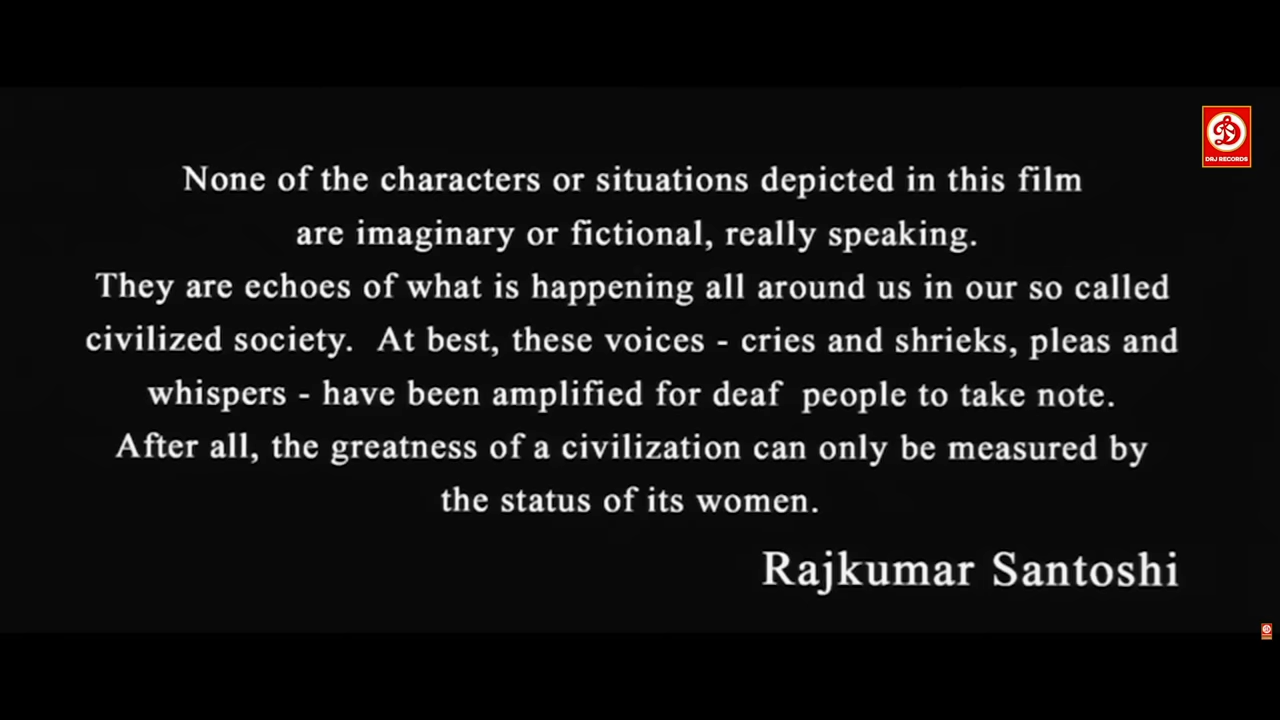 DRJ RECORDS
None of the characters or situations depicted in this film
are imaginary or fictional, really speaking.
They are echoes of what is happening all around us in our so called
civilized society.  At best, these voices - cries and shrieks, pleas and
whispers - have been amplified for deaf  people to take note.
After all, the greatness of a civilization can only be measured by
the status of its women.
Rajkumar Santoshi